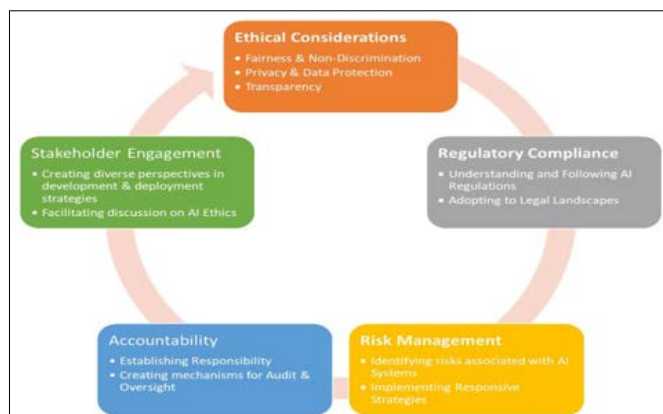 Ethical Considerations
• Fairness & Non-Discrimination
• Privacy & Data Protection
• Transparency
Regulatory Compliance
• Understanding and Following AI
Regulations
• Adopting to Legal Landscapes
Risk Management
• Identifying risks associated with AI
Systems
• Implementing Responsive
Strategies
Accountability
• Establishing Responsibility
• Creating mechanisms for Audit &
Oversight
Stakeholder Engagement
• Creating diverse perspectives in
development & deployment
strategies
• Facilitating discussion on AI Ethics